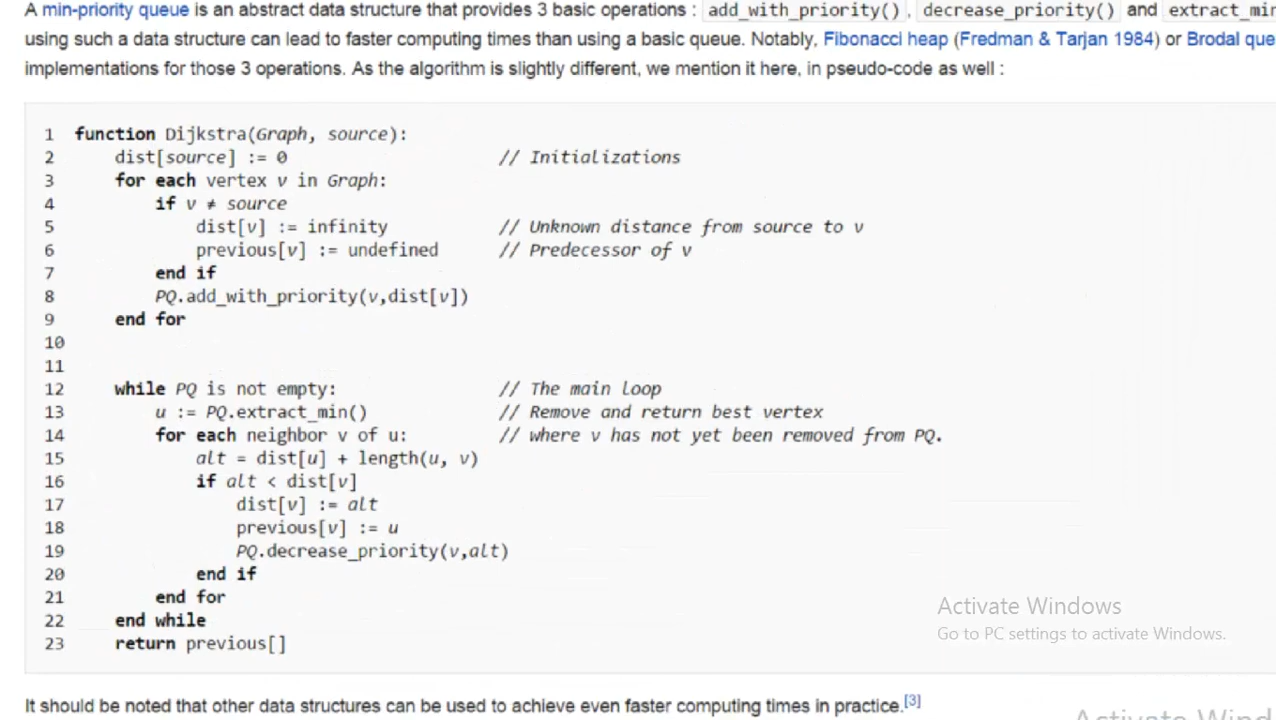 A min-priority queue is an abstract data structure that provides 3 basic operations : add_with_priority() , decrease_priority() and
using such a data structure can lead to faster computing times than using a basic queue. Notably, Fibonacci heap (Fredman & Tarjan 1984) or Brodal
implementations for those 3 operations. As the algorithm is slightly different, we mention it here, in pseudo-code as well :
1 function Dijkstra(Graph, source):
2 dist[source] := 0 // Initializations
3 for each vertex v in Graph:
4 if v ≠ source
5 dist[v] := infinity // Unknown distance from source to v
6 previous[v] := undefined // Predecessor of v
7 end if
8 PQ.add_with_priority(v,dist[v])
9 end for
10
11
12 while PQ is not empty: // The main loop
13 u := PQ.extract_min() // Remove and return best vertex
14 for each neighbor v of u: // where v has not yet been removed from PQ.
15 alt = dist[u] + length(u, v)
16 if alt < dist[v]
17 dist[v] := alt
18 previous[v] := u
19 PQ.decrease_priority(v,alt)
20 end if
21 end for
22 end while
23 return previous[]
Activate Windows
Go to PC settings to activate Windows.
It should be noted that other data structures can be used to achieve even faster computing times in practice.[3]
Activate